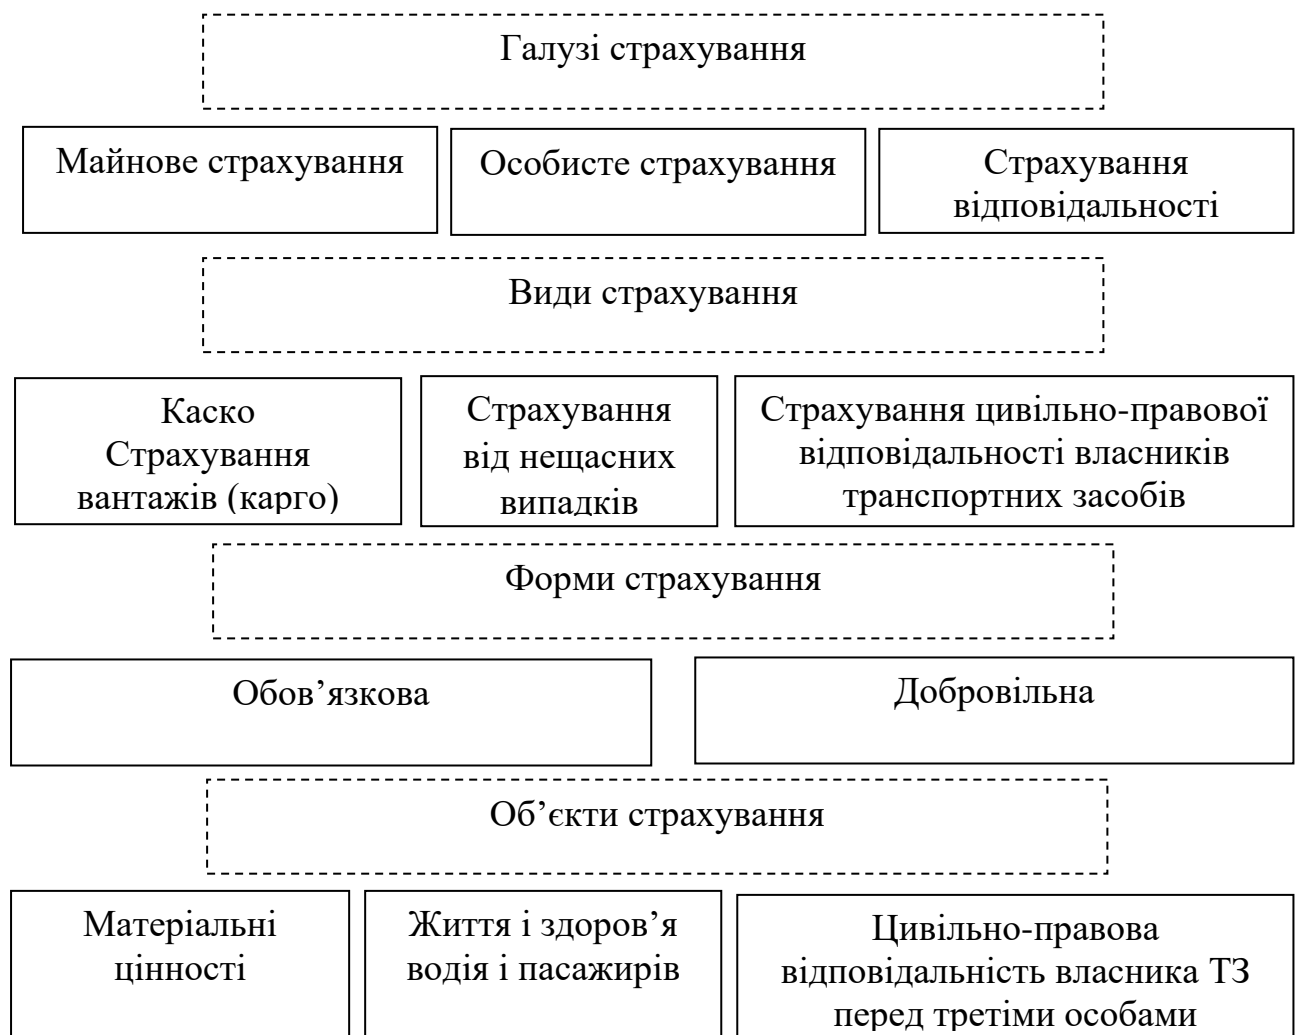 Галузі страхування
Майнове страхування
Особисте страхування
Страхування
відповідальності
Види страхування
Каско
Страхування
вантажів (карго)
Страхування
від нещасних
випадків
Страхування цивільно-правової
відповідальності власників
транспортних засобів
Форми страхування
Обов’язкова
Добровільна
Об’єкти страхування
Матеріальні
цінності
Життя і здоров’я
водія і пасажирів
Цивільно-правова
відповідальність власника ТЗ
перед третіми особами